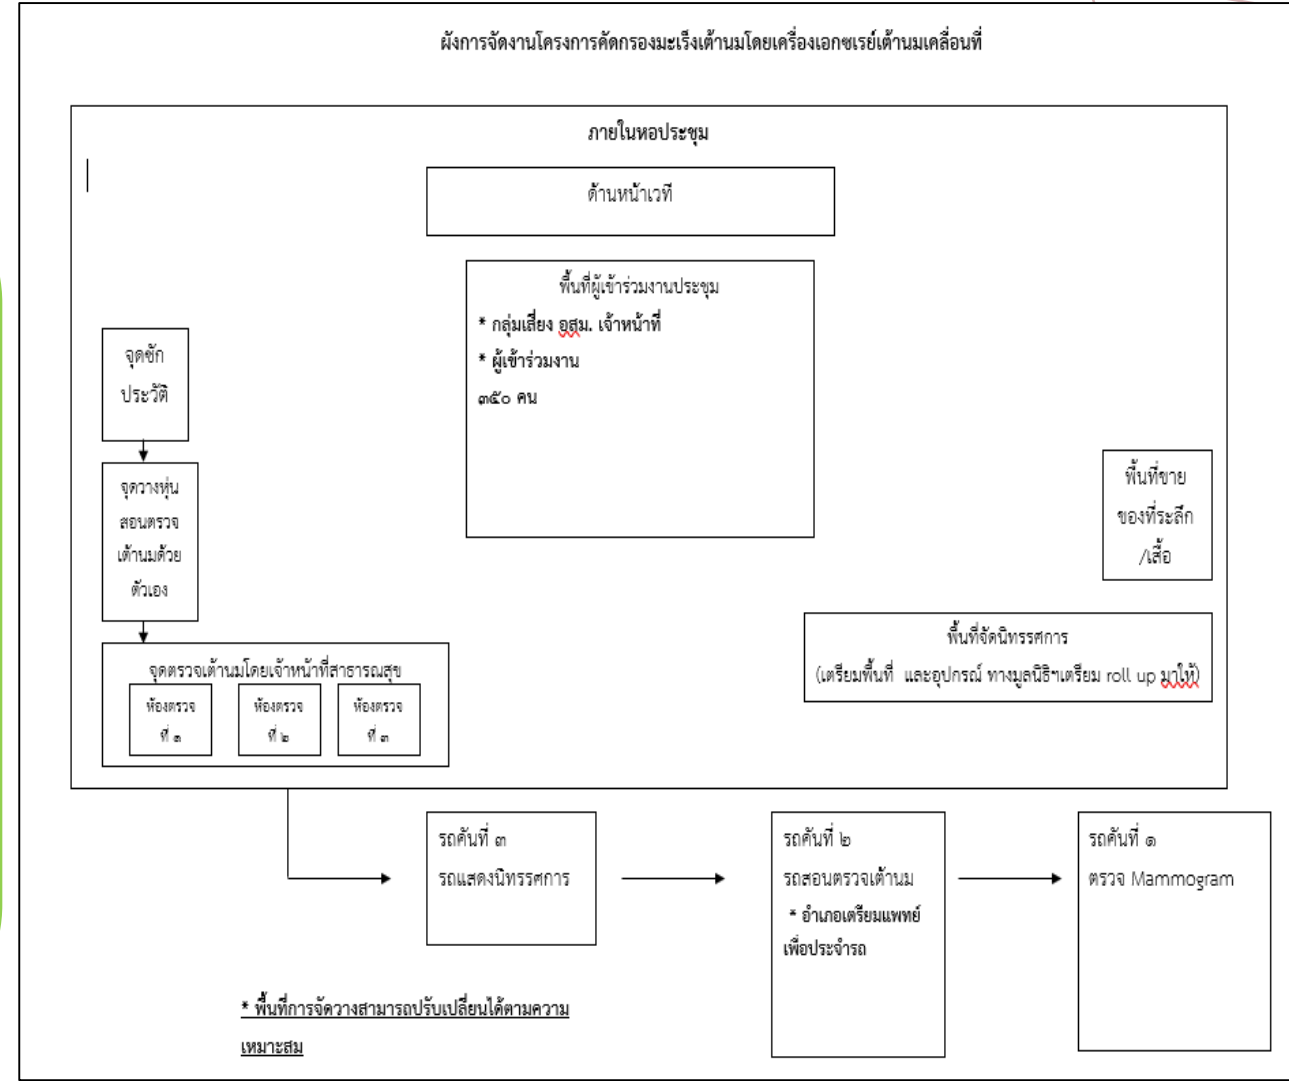 ผังการจัดงานโครงการคัดกรองมะเร็งเต้านมโดยเครื่องเอกซเรย์เต้านมเคลื่อนที่
ภายในหอประชุม
ด้านหน้าเวที
พื้นที่ผู้เข้าร่วมงานประชุม
* กลุ่มเสี่ยง อสม. เจ้าหน้าที่
* ผู้เข้าร่วมงาน
๓๕๐ คน
จุดซัก
ประวัติ
จุดวางหุ่น
สอนตรวจ
เต้านมด้วย
ตัวเอง
พื้นที่ขาย
ของที่ระลึก
/เสื้อ
พื้นที่จัดนิทรรศการ
(เตรียมพื้นที่ และอุปกรณ์ ทางมูลนิธิฯเตรียม roll up มาให้)
จุดตรวจเต้านมโดยเจ้าหน้าที่สาธารณสุข
ห้องตรวจ
ที่ ๑
ห้องตรวจ
ที่ ๒
ห้องตรวจ
ที่ ๓
รถคันที่ ๓
รถแสดงนิทรรศการ
รถคันที่ ๒
รถสอนตรวจเต้านม
* อำเภอเตรียมแพทย์
เพื่อประจำรถ
รถคันที่ ๑
ตรวจ Mammogram
* พื้นที่การจัดวางสามารถปรับเปลี่ยนได้ตามความ
เหมาะสม